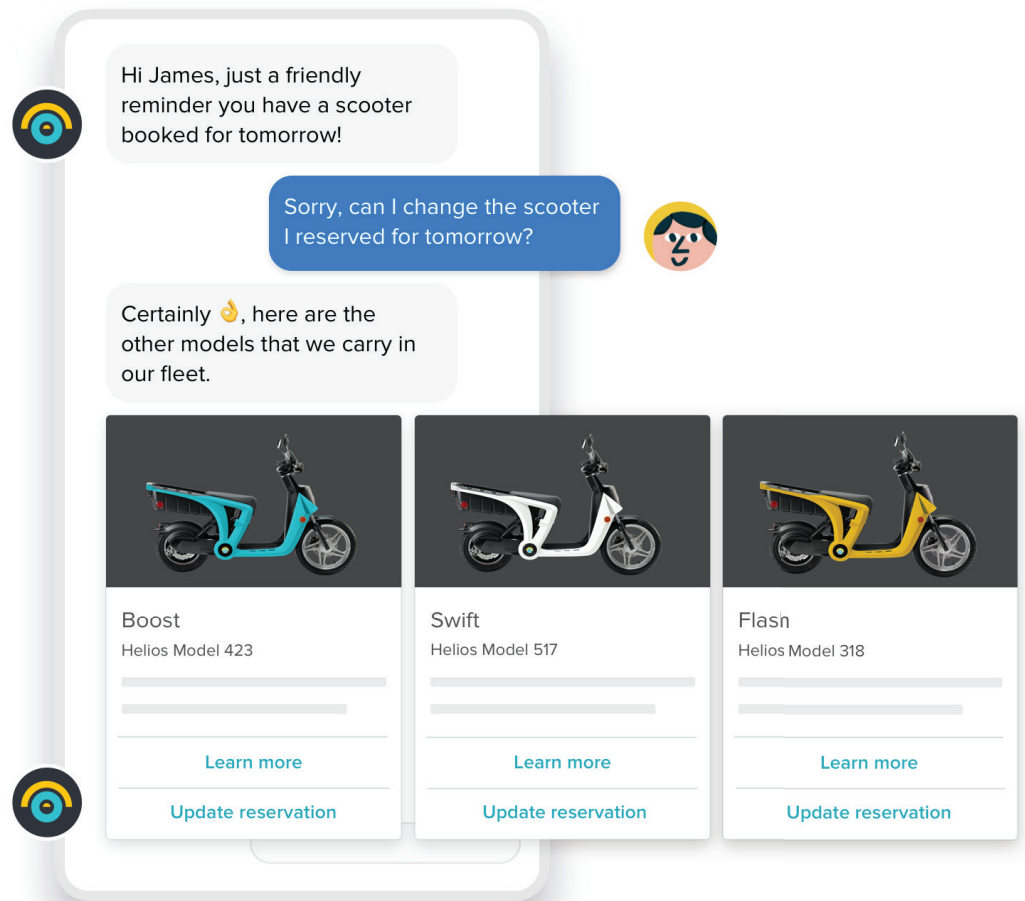 Hi James, just a friendly
reminder you have a scooter
booked for tomorrow!
Sorry, can I change the scooter
I reserved for tomorrow?
Certainly 👌, here are the
other models that we carry in
our fleet.
Boost
Helios Model 423
Learn more
Update reservation
Swift
Helios Model 517
Learn more
Update reservation
Flash
Helios Model 318
Learn more
Update reservation